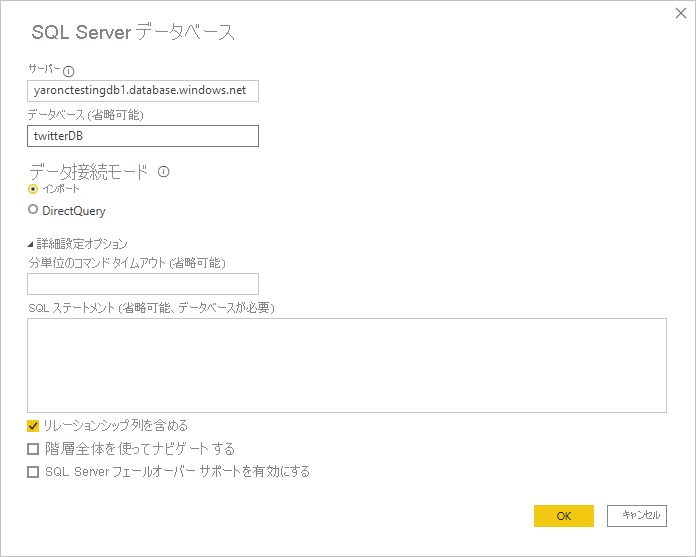 SQL Server データベース
サーバー
yaronctestingdb1.database.windows.net
データベース (省略可能)
twitterDB
データ接続モード
インポート
DirectQuery
詳細設定オプション
分単位のコマンド タイムアウト (省略可能)
SQL ステートメント (省略可能、データベースが必要)
リレーションシップ列を含める
階層全体を使ってナビゲートする
SQL Server フェールオーバー サポートを有効にする
OK キャンセル